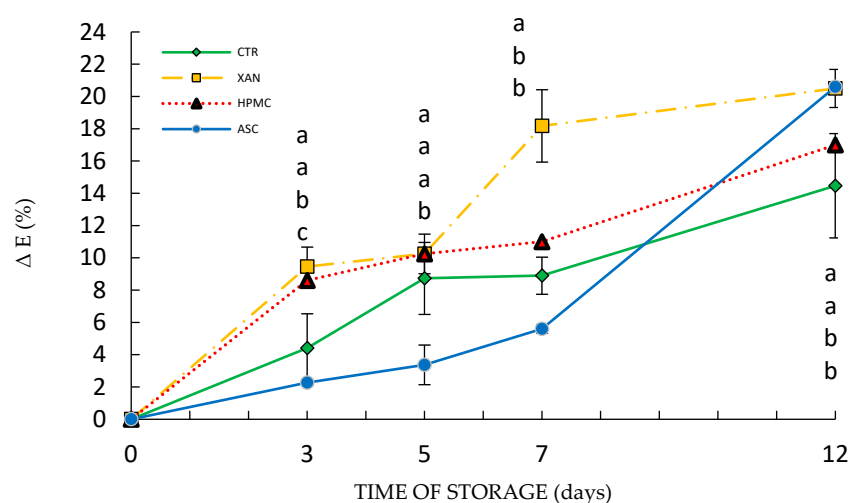 24
22
20
18
16
14
12
10
8
6
4
2
0
Δ E (%)
CTR
XAN
HPMC
ASC
a
a
b
c
a
a
a
b
a
b
b
a
a
b
b
0 3 5 7 12
TIME OF STORAGE (days)